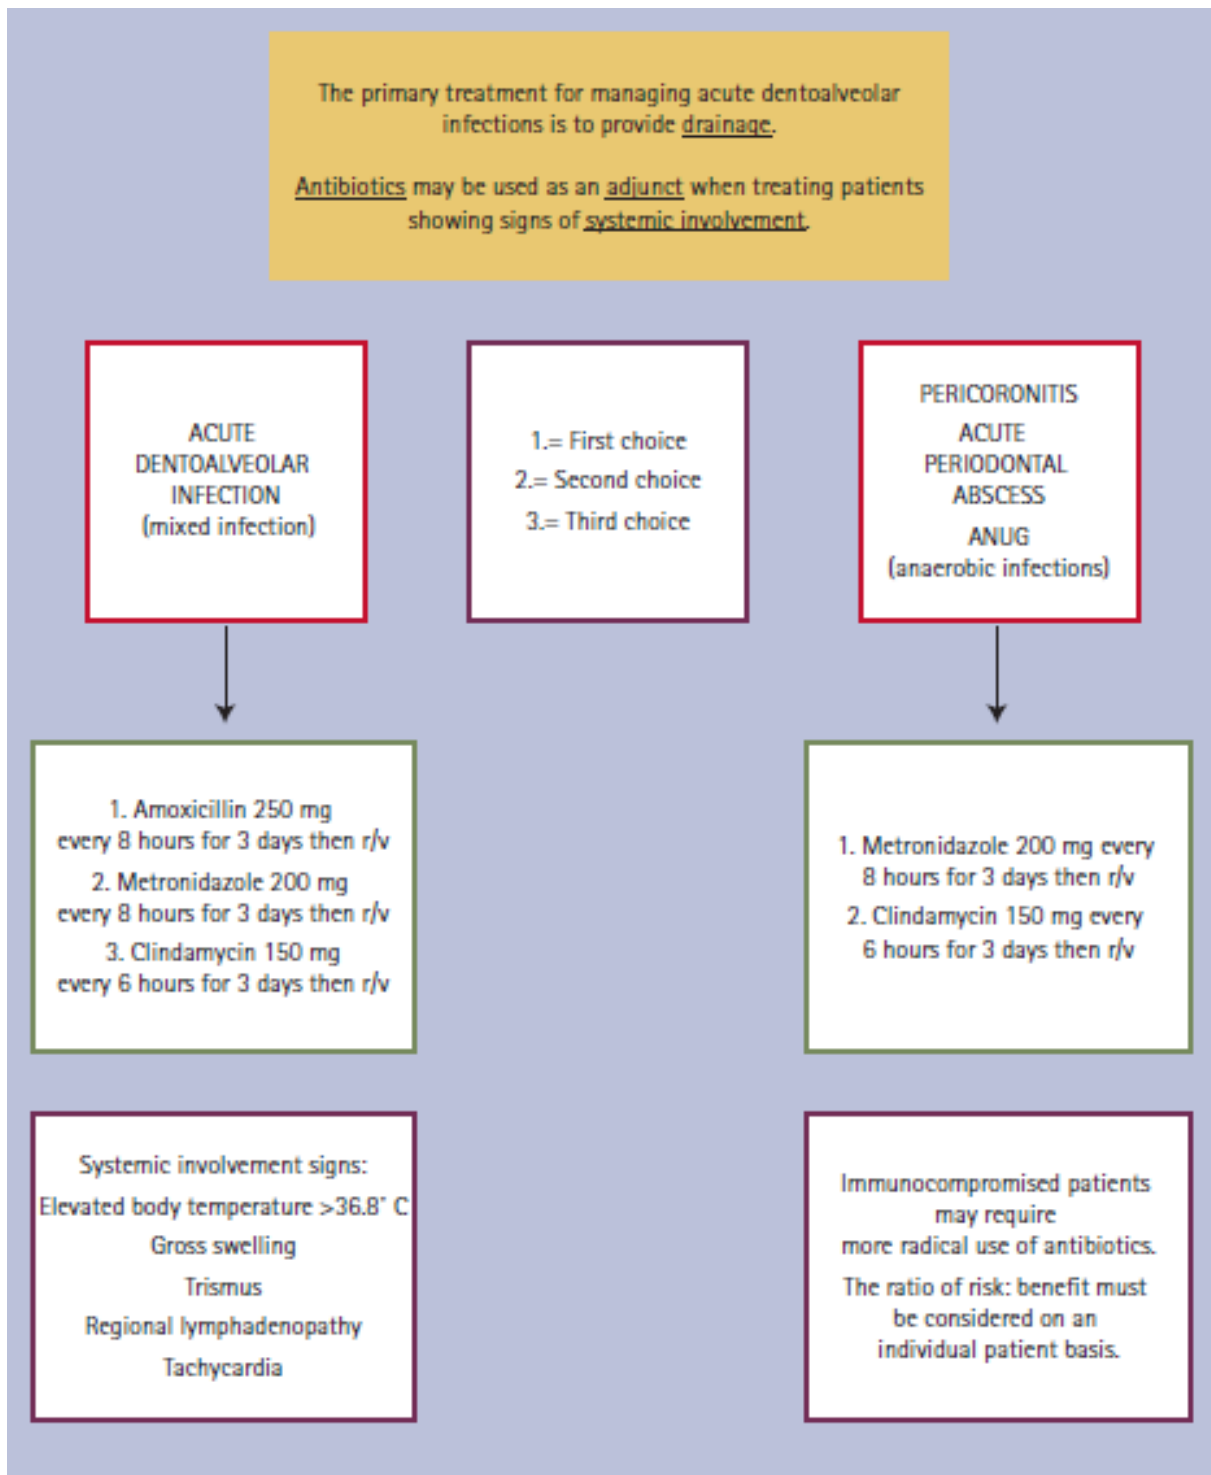 The primary treatment for managing acute dentoalveolar
infections is to provide drainage.
Antibiotics may be used as an adjunct when treating patients
showing signs of systemic involvement.
ACUTE
DENTOALVEOLAR
INFECTION
(mixed infection)
1.= First choice
2.= Second choice
3.= Third choice
PERICORONITIS
ACUTE
PERIODONTAL
ABSCESS
ANUG
(anaerobic infections)
1. Amoxicillin 250 mg
every 8 hours for 3 days then r/v
2. Metronidazole 200 mg
every 8 hours for 3 days then r/v
3. Clindamycin 150 mg
every 6 hours for 3 days then r/v
1. Metronidazole 200 mg every
8 hours for 3 days then r/v
2. Clindamycin 150 mg every
6 hours for 3 days then r/v
Systemic involvement signs:
Elevated body temperature >36.8° C
Gross swelling
Trismus
Regional lymphadenopathy
Tachycardia
Immunocompromised patients
may require
more radical use of antibiotics.
The ratio of risk: benefit must
be considered on an
individual patient basis.